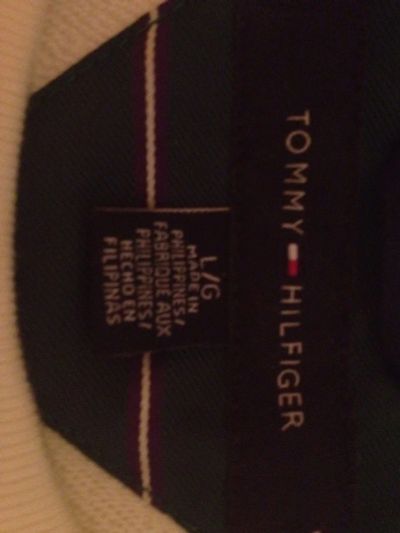 TOMMY HILFIGER
L/G
MADE IN
PHILIPPINES/
FABRIQUE AUX
PHILIPPINES/
HECHO EN
FILIPINAS